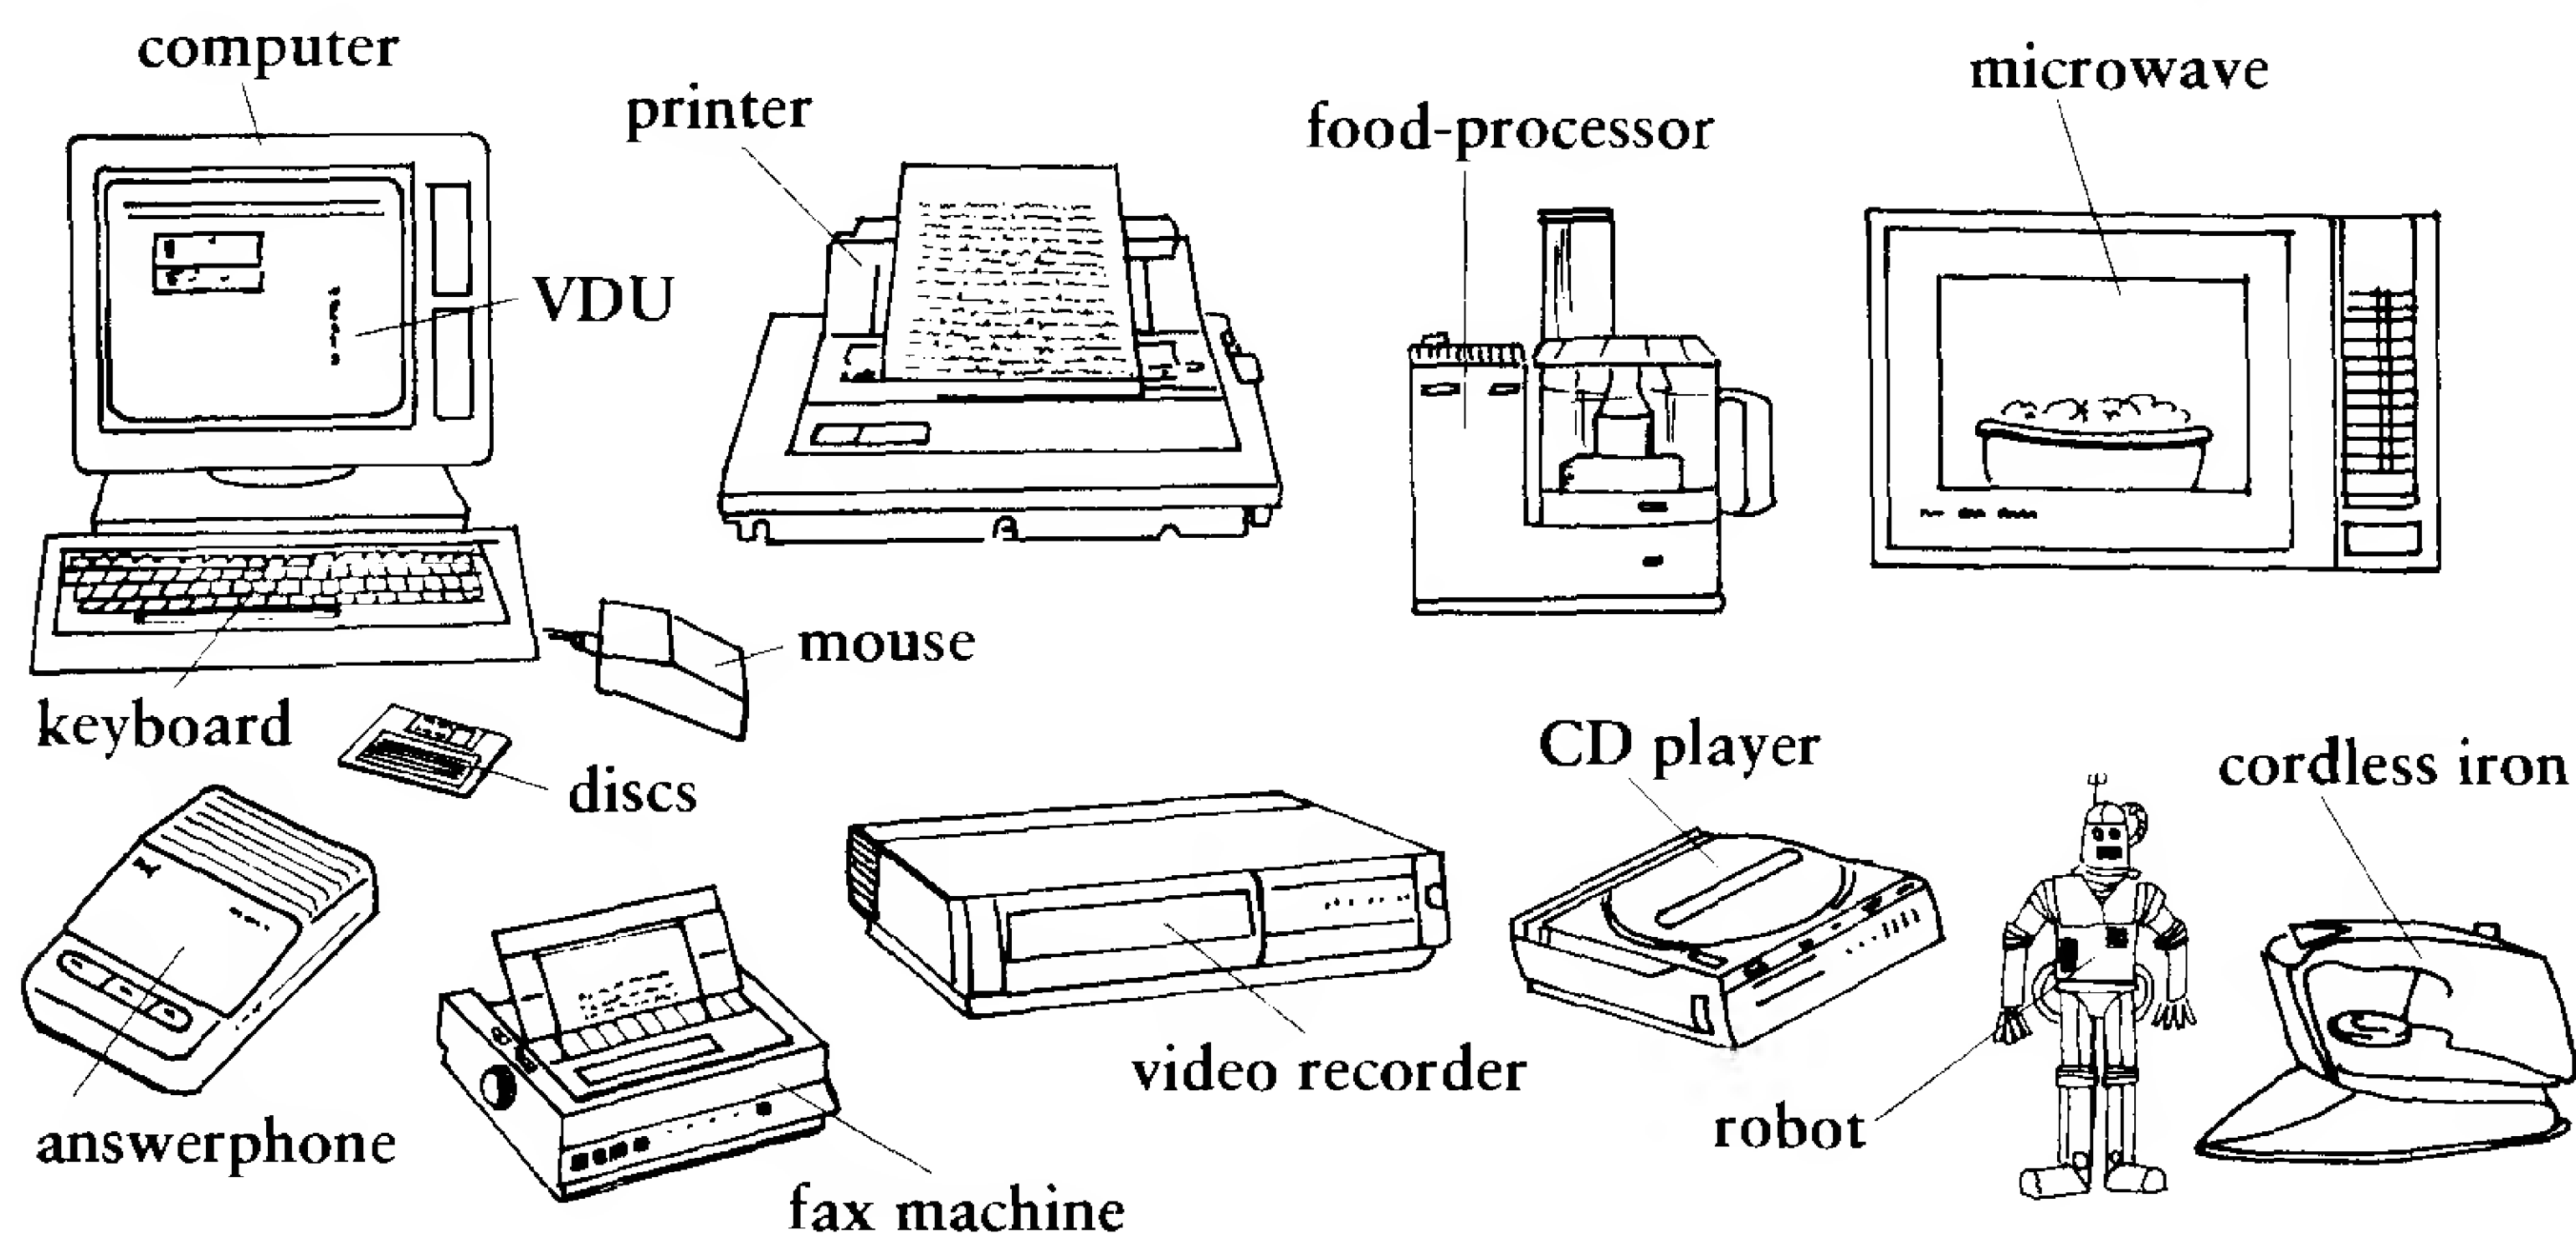 computer
printer
food-processor
microwave
VDU
mouse
keyboard
discs
CD player
cordless iron
answerphone
fax machine
video recorder
robot